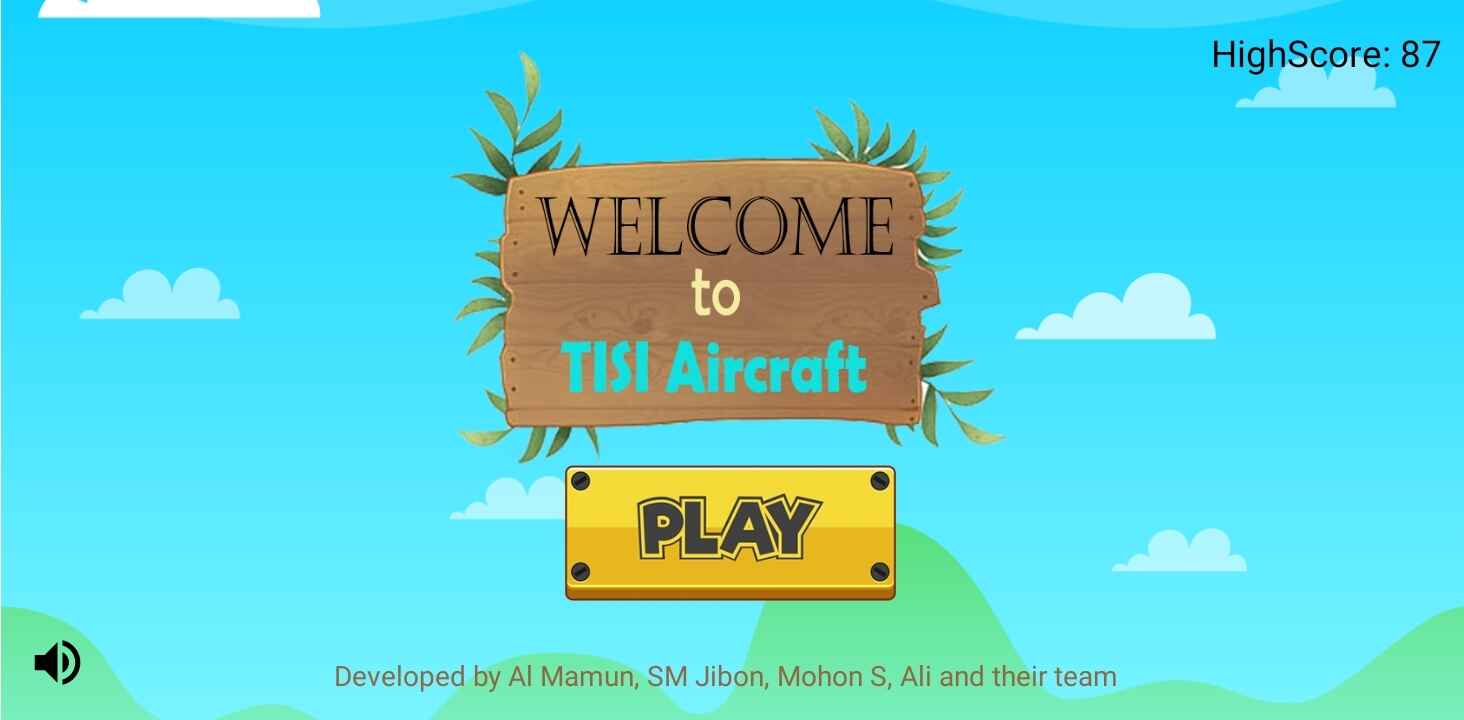 HighScore: 87
WELCOME
to
TISI Aircraft
PLAY
Developed by Al Mamun, SM Jibon, Mohon S, Ali and their team